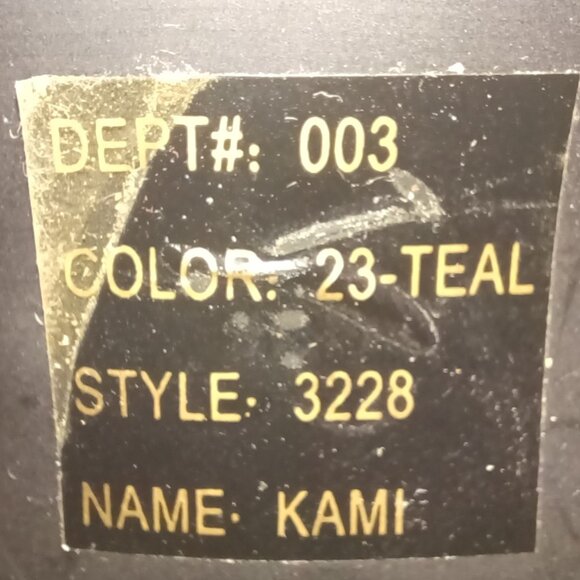 DEPT#: 003
COLOR: 23-TEAL
STYLE: 3228
NAME: KAMI